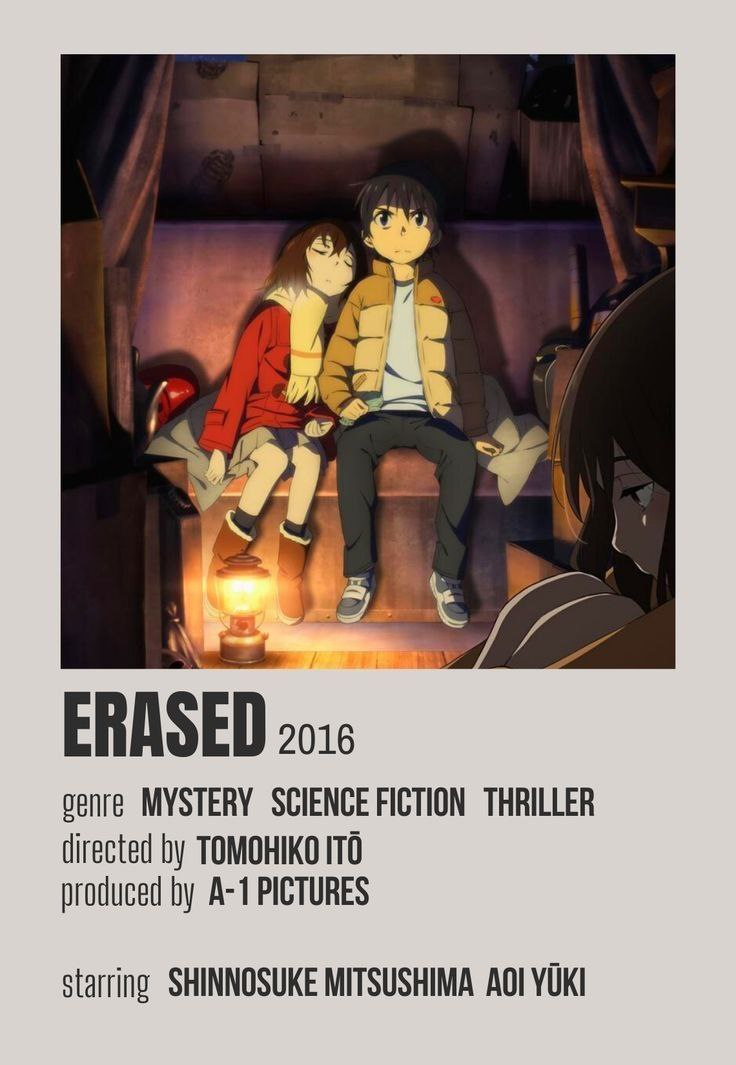 ERASED 2016
genre MYSTERY SCIENCE FICTION THRILLER
directed by TOMOHIKO ITŌ
produced by A-1 PICTURES
starring SHINNOSUKE MITSUSHIMA AOI YŪKI